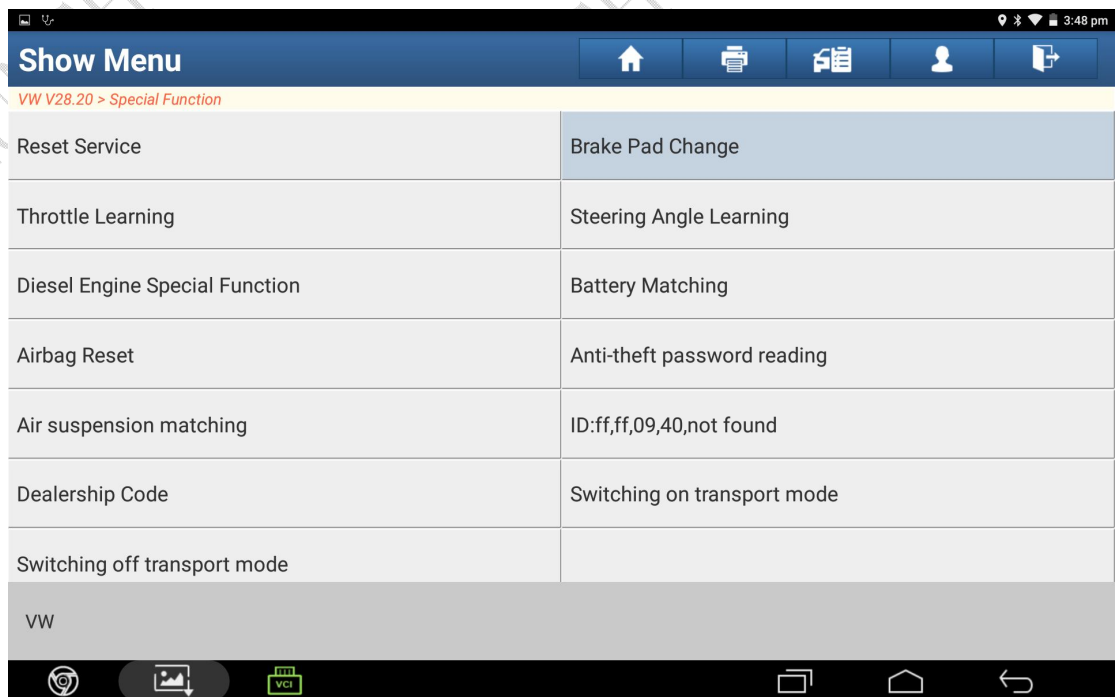 3:48 pm
Show Menu
VW V28.20 > Special Function
Reset Service
Brake Pad Change
Throttle Learning
Steering Angle Learning
Diesel Engine Special Function
Battery Matching
Airbag Reset
Anti-theft password reading
Air suspension matching
ID:ff,ff,09,40,not found
Dealership Code
Switching on transport mode
Switching off transport mode
VW
VCI